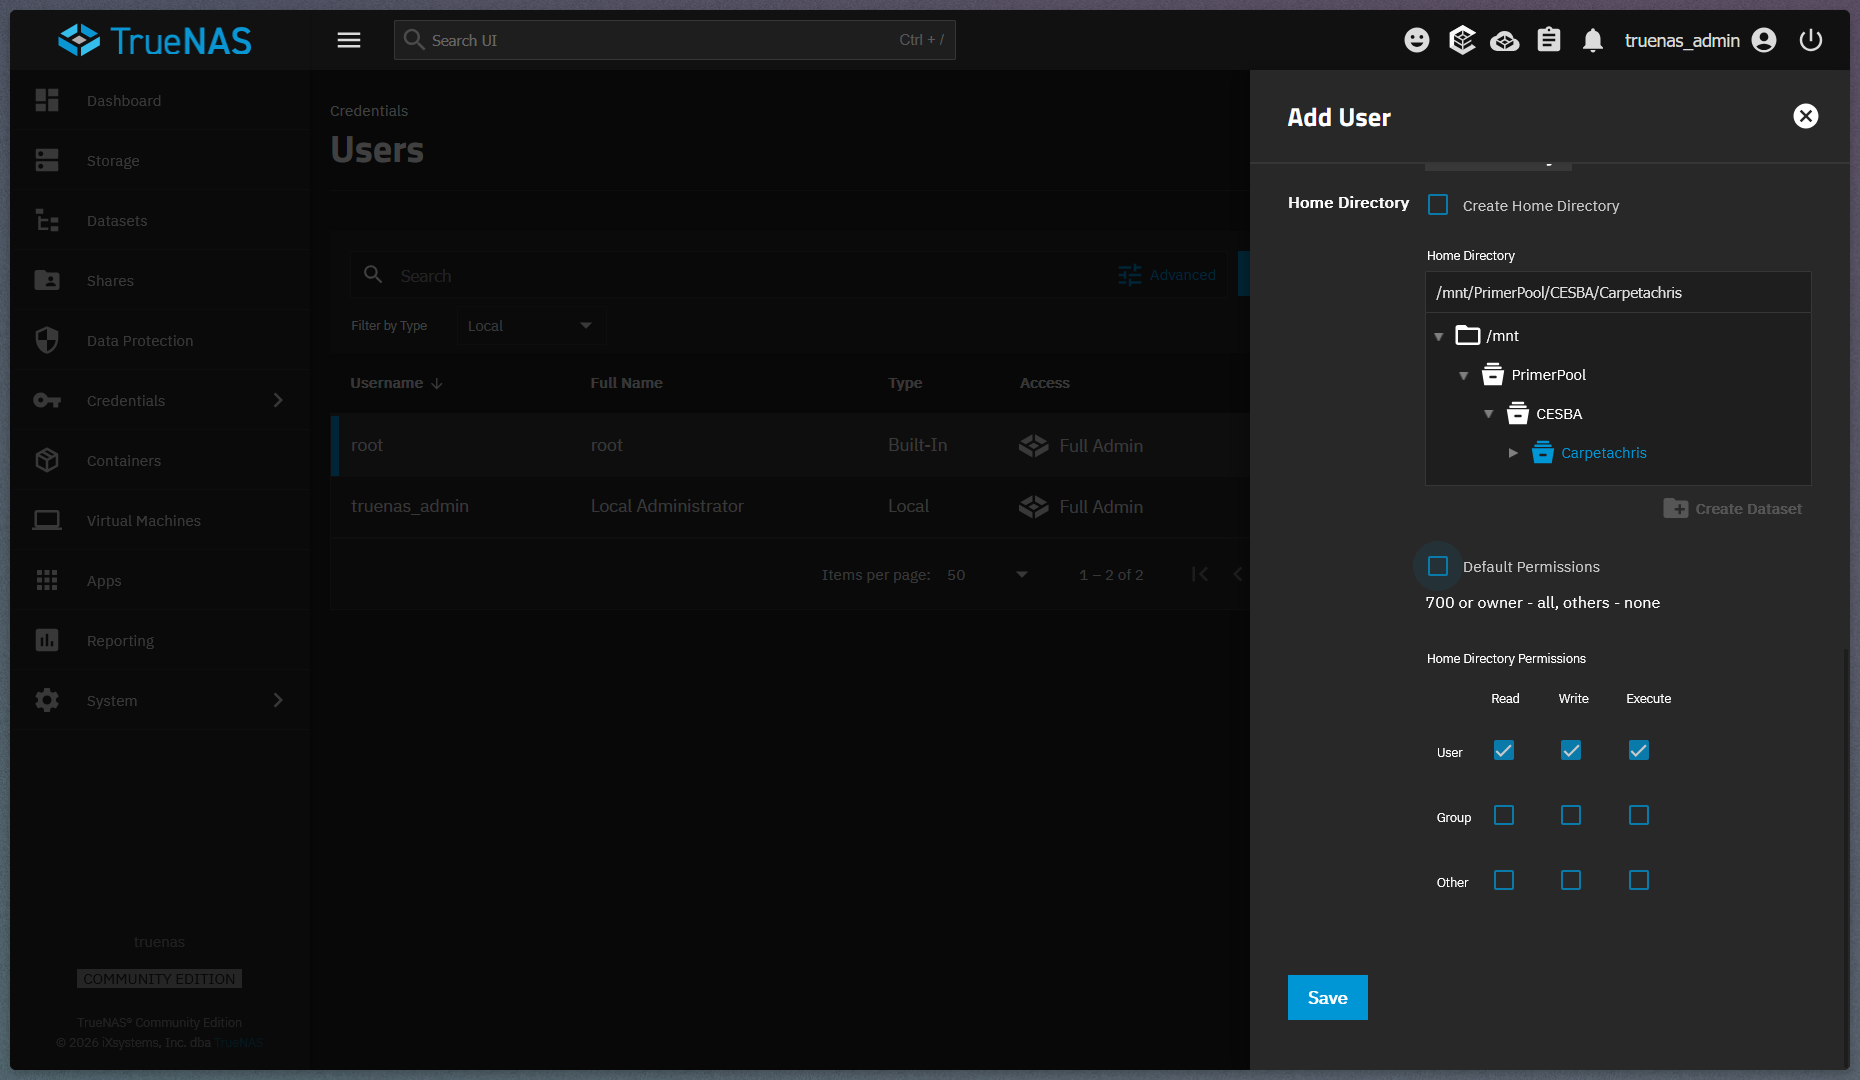 TrueNAS
Search UI
Ctrl + /
truenas_admin
Dashboard
Storage
Datasets
Shares
Data Protection
Credentials
Containers
Virtual Machines
Apps
Reporting
System
truenas
COMMUNITY EDITION
TrueNAS® Community Edition
© 2026 iXsystems, Inc. dba TrueNAS
Credentials
Users
Search
Advanced
Filter by Type
Local
Username Full Name Type Access
root root Built-In Full Admin
truenas_admin Local Administrator Local Full Admin
Items per page: 50 1 – 2 of 2
Add User
Home Directory
Create Home Directory
Home Directory
/mnt/PrimerPool/CESBA/Carpetachris
/mnt
PrimerPool
CESBA
Carpetachris
Create Dataset
Default Permissions
700 or owner - all, others - none
Home Directory Permissions
Read Write Execute
User
Group
Other
Save